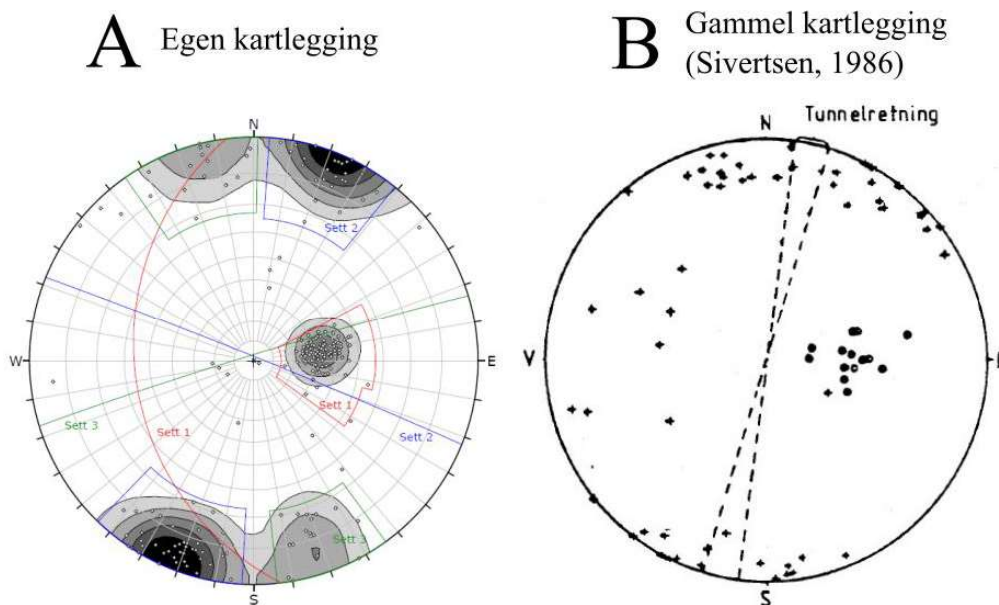 A Egen kartlegging
B Gammel kartlegging
(Sivertsen, 1986)
N
Sett 2
W
E
Sett 1
Sett 3
Sett 1
Sett 2
Sett 3
S
Tunnelretning
N
V
S